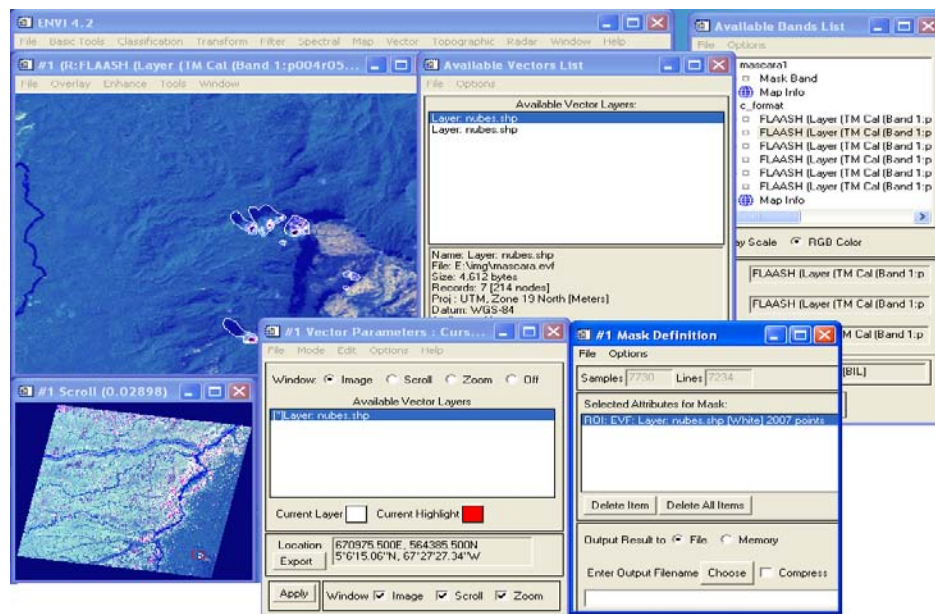 ENVI 4.2
File Basic Tools Classification Transform Filter Spectral Map Vector Topographic Radar Window Help
#1 (R:FLAASH (Layer (TM Cal (Band 1:p004r05...
File Overlay Enhance Tools Window
Available Vectors List
File Options
Available Vector Layers:
Layer: nubes.shp
Layer: nubes.shp
Name: Layer: nubes.shp
File: E:\img\mascara.evf
Size: 4,612 bytes
Records: 7 [214 nodes]
Proj : UTM, Zone 19 North [Meters]
Datum: WGS-84
Available Bands List
File Options
mascara1
Mask Band
Map Info
c_format
FLAASH (Layer (TM Cal (Band 1:p
FLAASH (Layer (TM Cal (Band 1:p
FLAASH (Layer (TM Cal (Band 1:p
FLAASH (Layer (TM Cal (Band 1:p
FLAASH (Layer (TM Cal (Band 1:p
FLAASH (Layer (TM Cal (Band 1:p
Map Info
ay Scale RGB Color
FLAASH (Layer (TM Cal (Band 1:p
FLAASH (Layer (TM Cal (Band 1:p
M Cal (Band 1:p
[BIL]
#1 Scroll (0.02898)
#1 Vector Parameters : Curs...
File Mode Edit Options Help
Window: Image Scroll Zoom Off
Available Vector Layers
[*]Layer: nubes.shp
Current Layer Current Highlight
Location 670975.500E, 564385.500N
Export 5°6'15.06"N, 67°27'27.34"W
Apply Window Image Scroll Zoom
#1 Mask Definition
File Options
Samples 7730 Lines 7234
Selected Attributes for Mask:
ROI: EVF: Layer: nubes.shp [White] 2007 points
Delete Item Delete All Items
Output Result to File Memory
Enter Output Filename Choose Compress